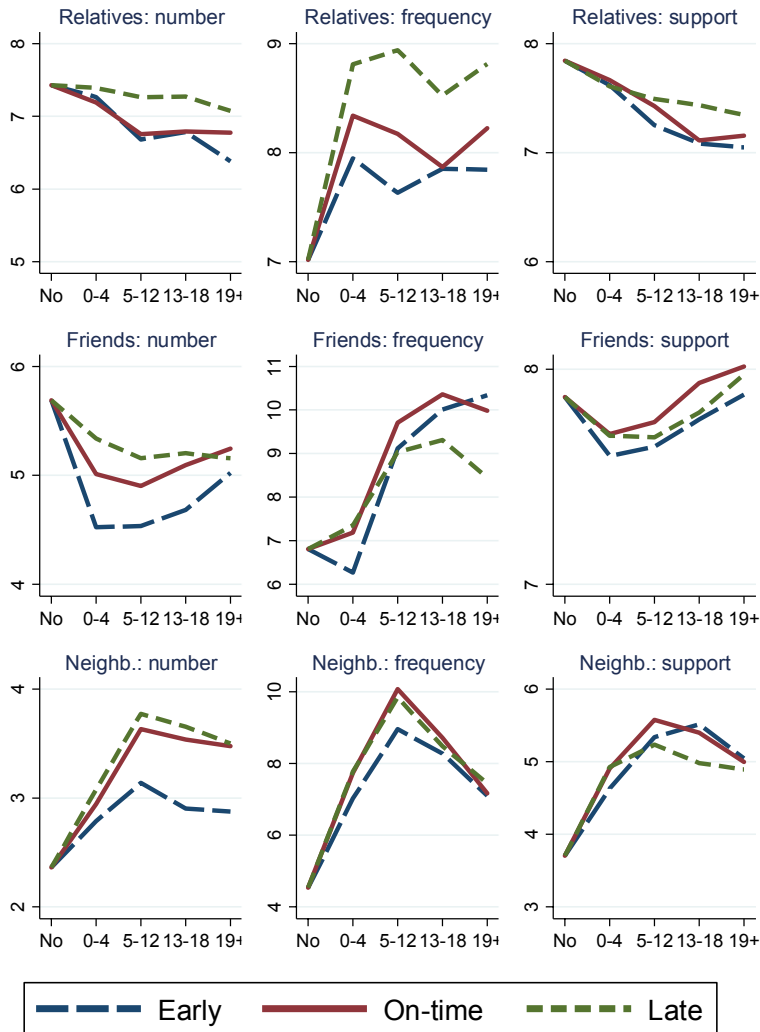 Relatives: number
8
7
6
5
No 0-4 5-12 13-18 19+
Relatives: frequency
9
8
7
No 0-4 5-12 13-18 19+
Relatives: support
8
7
6
No 0-4 5-12 13-18 19+
Friends: number
6
5
4
No 0-4 5-12 13-18 19+
Friends: frequency
11
10
9
8
7
6
No 0-4 5-12 13-18 19+
Friends: support
8
7
No 0-4 5-12 13-18 19+
Neighb.: number
4
3
2
No 0-4 5-12 13-18 19+
Neighb.: frequency
10
8
6
4
No 0-4 5-12 13-18 19+
Neighb.: support
6
5
4
3
No 0-4 5-12 13-18 19+
Early On-time Late